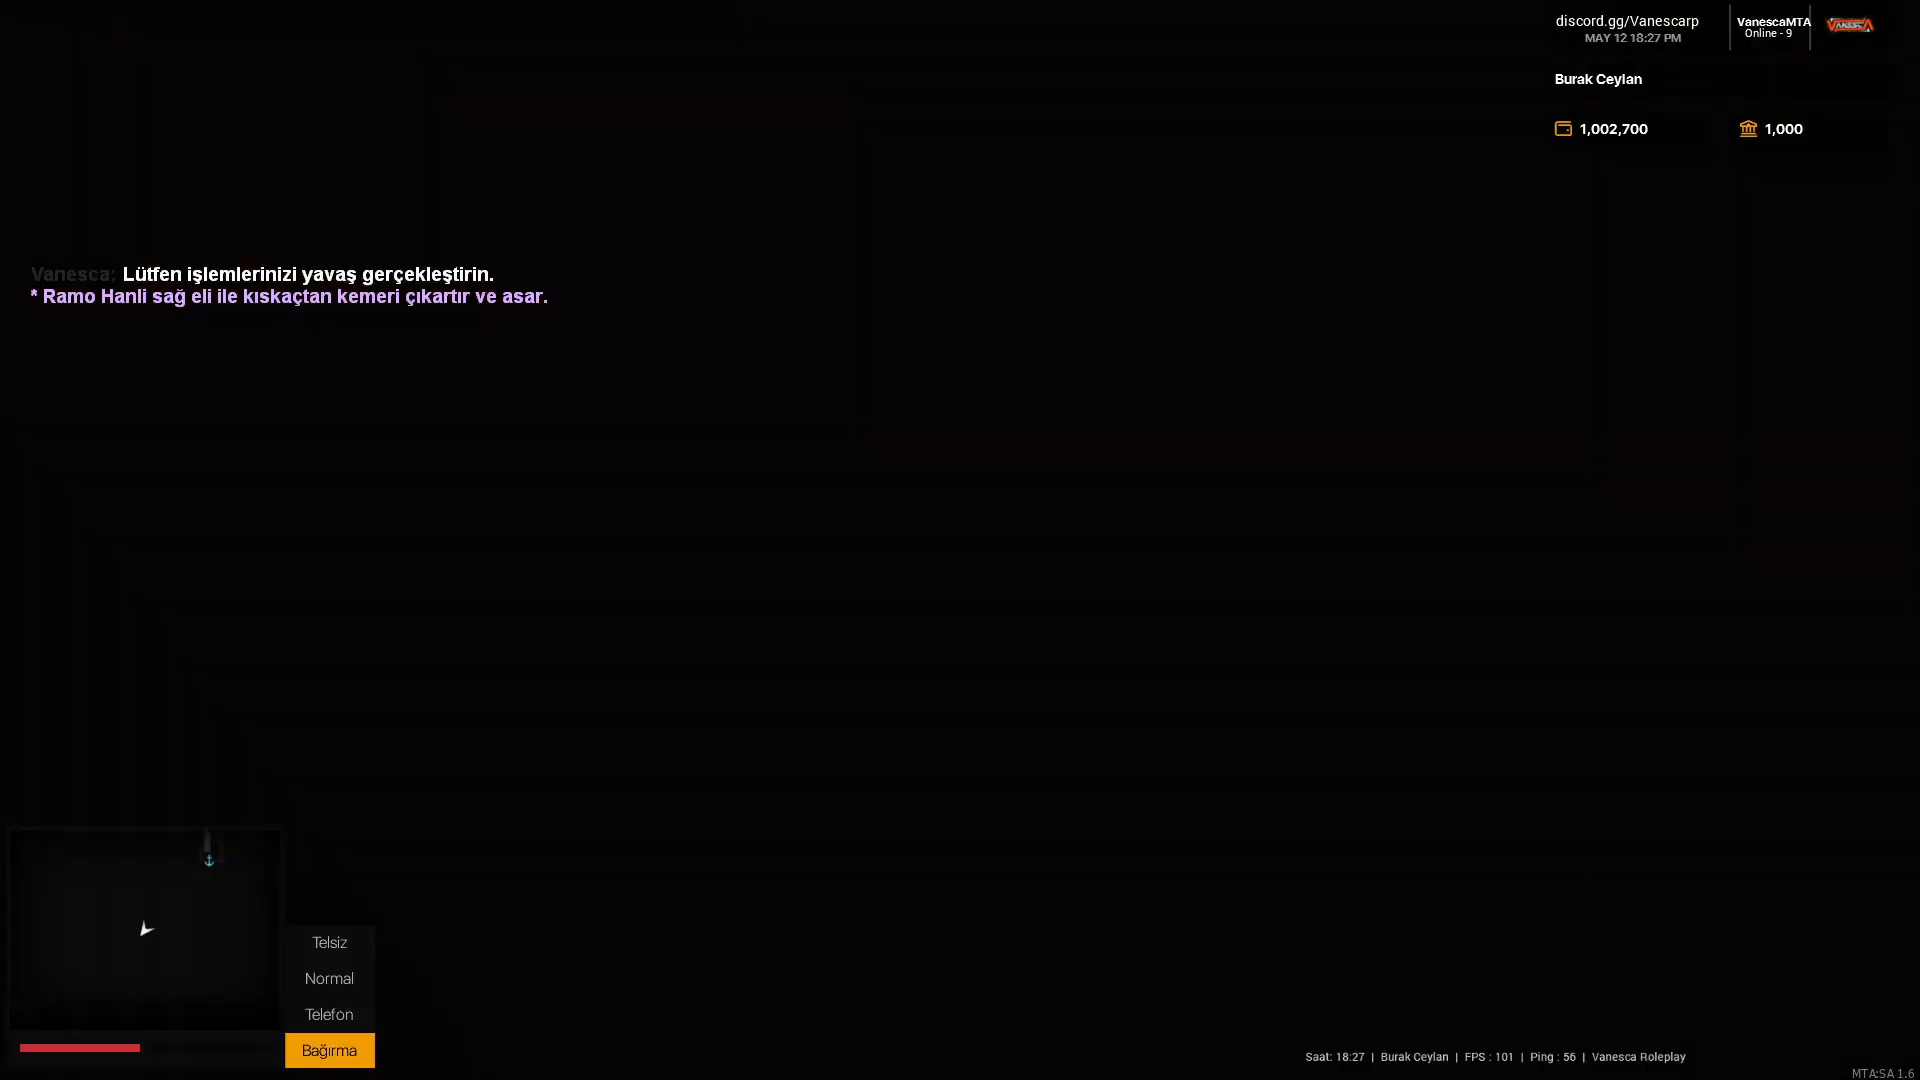 discord.gg/Vanescarp
MAY 12 18:27 PM
VanescaMTA
Online - 9
VANESCA
Burak Ceylan
1,002,700
1,000
Vanesca: Lütfen işlemlerinizi yavaş gerçekleştirin.
* Ramo Hanli sağ eli ile kıskaçtan kemeri çıkartır ve asar.
Telsiz
Normal
Telefon
Bağırma
Saat: 18:27 | Burak Ceylan | FPS : 101 | Ping : 56 | Vanesca Roleplay
MTA:SA 1.6